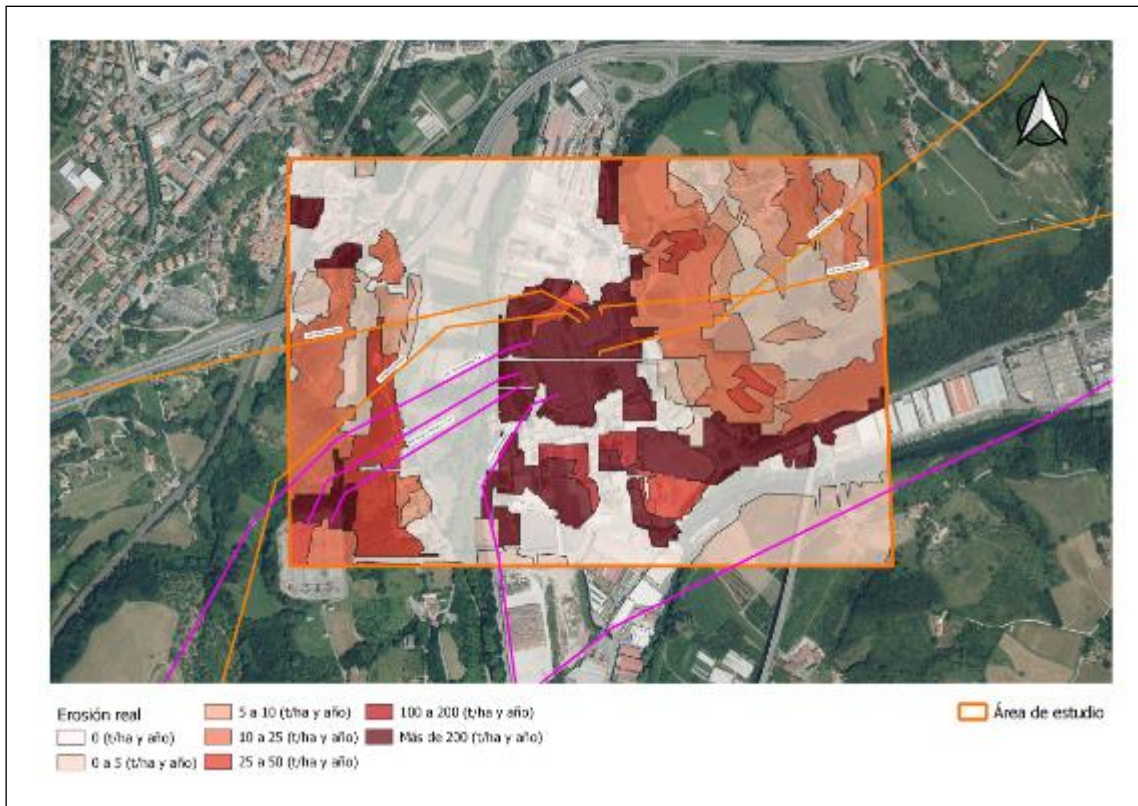 Erosión real
0 (t/ha y año)
0 a 5 (t/ha y año)
5 a 10 (t/ha y año)
10 a 25 (t/ha y año)
25 a 50 (t/ha y año)
100 a 200 (t/ha y año)
Más de 200 (t/ha y año)
Área de estudio